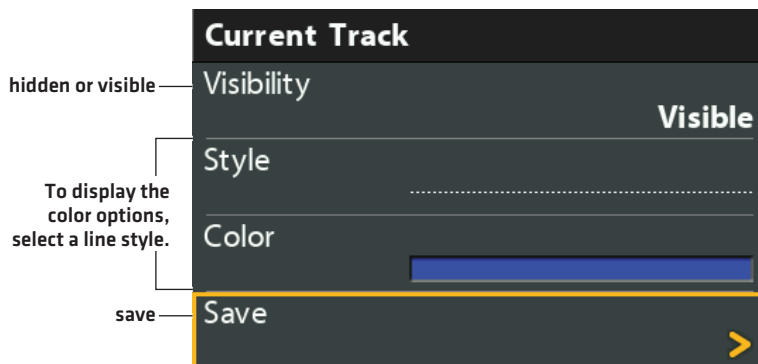 Current Track
hidden or visible
Visibility
Visible
To display the
color options,
select a line style.
Style
Color
save
Save